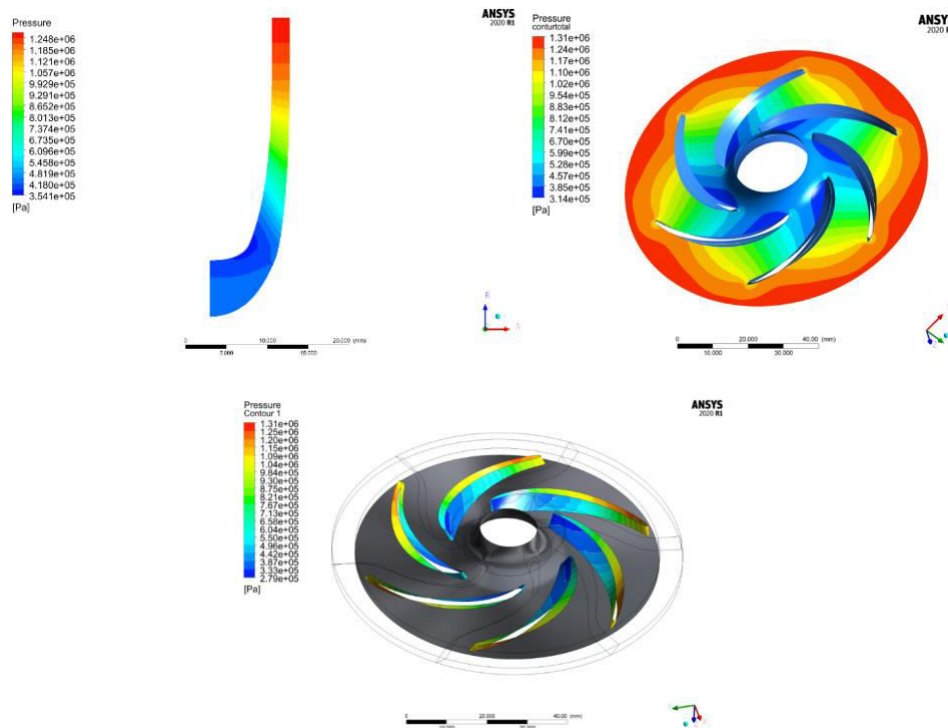 Pressure
1.248e+06
1.185e+06
1.121e+06
1.057e+06
9.929e+05
9.291e+05
8.652e+05
8.013e+05
7.374e+05
6.735e+05
6.096e+05
5.458e+05
4.819e+05
4.180e+05
3.541e+05
[Pa]
ANSYS
2020 R1
0 10.000 20.000 (mm)
5.000 15.000
Pressure
conturtotal
1.31e+06
1.24e+06
1.17e+06
1.10e+06
1.02e+06
9.54e+05
8.83e+05
8.12e+05
7.41e+05
6.70e+05
5.99e+05
5.28e+05
4.57e+05
3.85e+05
3.14e+05
[Pa]
ANSYS
2020
0 20.000 40.00 (mm)
10.000 30.000
Pressure
Contour 1
1.31e+06
1.25e+06
1.20e+06
1.15e+06
1.09e+06
1.04e+06
9.84e+05
9.30e+05
8.75e+05
8.21e+05
7.67e+05
7.13e+05
6.58e+05
6.04e+05
5.50e+05
4.96e+05
4.42e+05
3.87e+05
3.33e+05
2.79e+05
[Pa]
ANSYS
2020 R1
0 20.000 40.00 (mm)